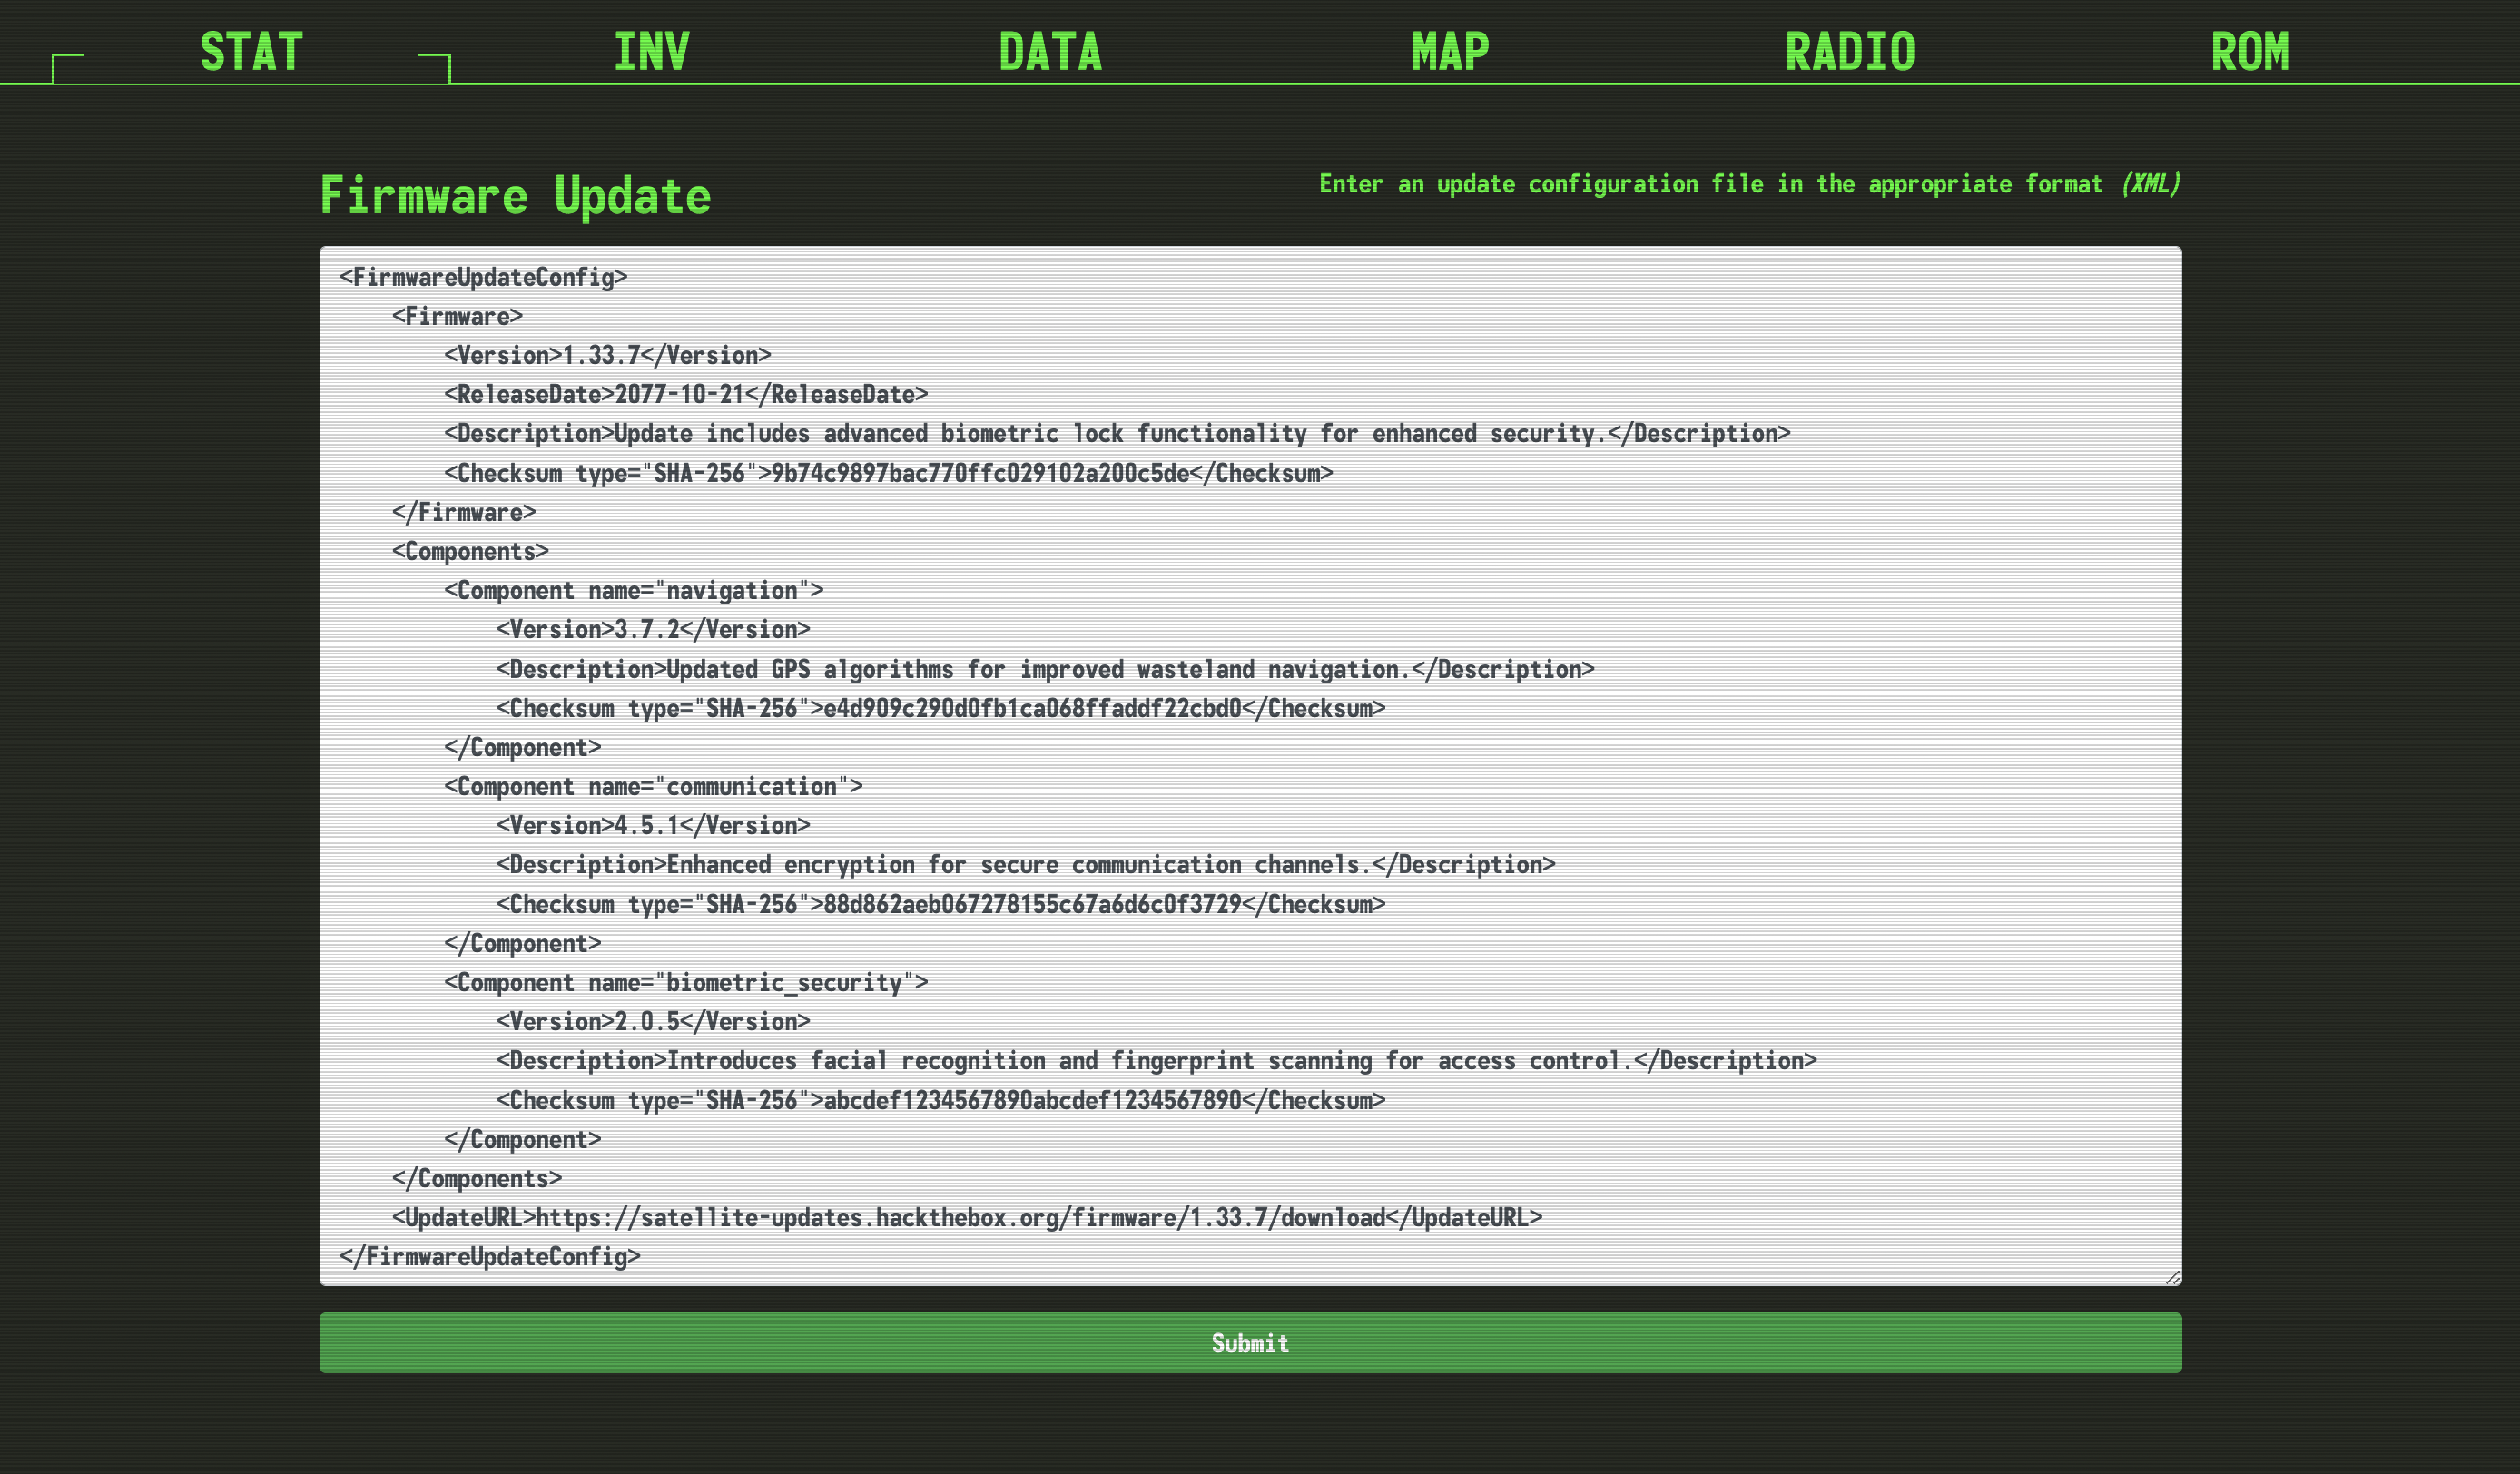 STAT INV DATA MAP RADIO ROM
Firmware Update
Enter an update configuration file in the appropriate format (XML)
<FirmwareUpdateConfig>
    <Firmware>
        <Version>1.33.7</Version>
        <ReleaseDate>2077-10-21</ReleaseDate>
        <Description>Update includes advanced biometric lock functionality for enhanced security.</Description>
        <Checksum type="SHA-256">9b74c9897bac770ffc029102a200c5de</Checksum>
    </Firmware>
    <Components>
        <Component name="navigation">
            <Version>3.7.2</Version>
            <Description>Updated GPS algorithms for improved wasteland navigation.</Description>
            <Checksum type="SHA-256">e4d909c290d0fb1ca068ffaddf22cbd0</Checksum>
        </Component>
        <Component name="communication">
            <Version>4.5.1</Version>
            <Description>Enhanced encryption for secure communication channels.</Description>
            <Checksum type="SHA-256">88d862aeb067278155c67a6d6c0f3729</Checksum>
        </Component>
        <Component name="biometric_security">
            <Version>2.0.5</Version>
            <Description>Introduces facial recognition and fingerprint scanning for access control.</Description>
            <Checksum type="SHA-256">abcdef1234567890abcdef1234567890</Checksum>
        </Component>
    </Components>
    <UpdateURL>https://satellite-updates.hackthebox.org/firmware/1.33.7/download</UpdateURL>
</FirmwareUpdateConfig>
Submit